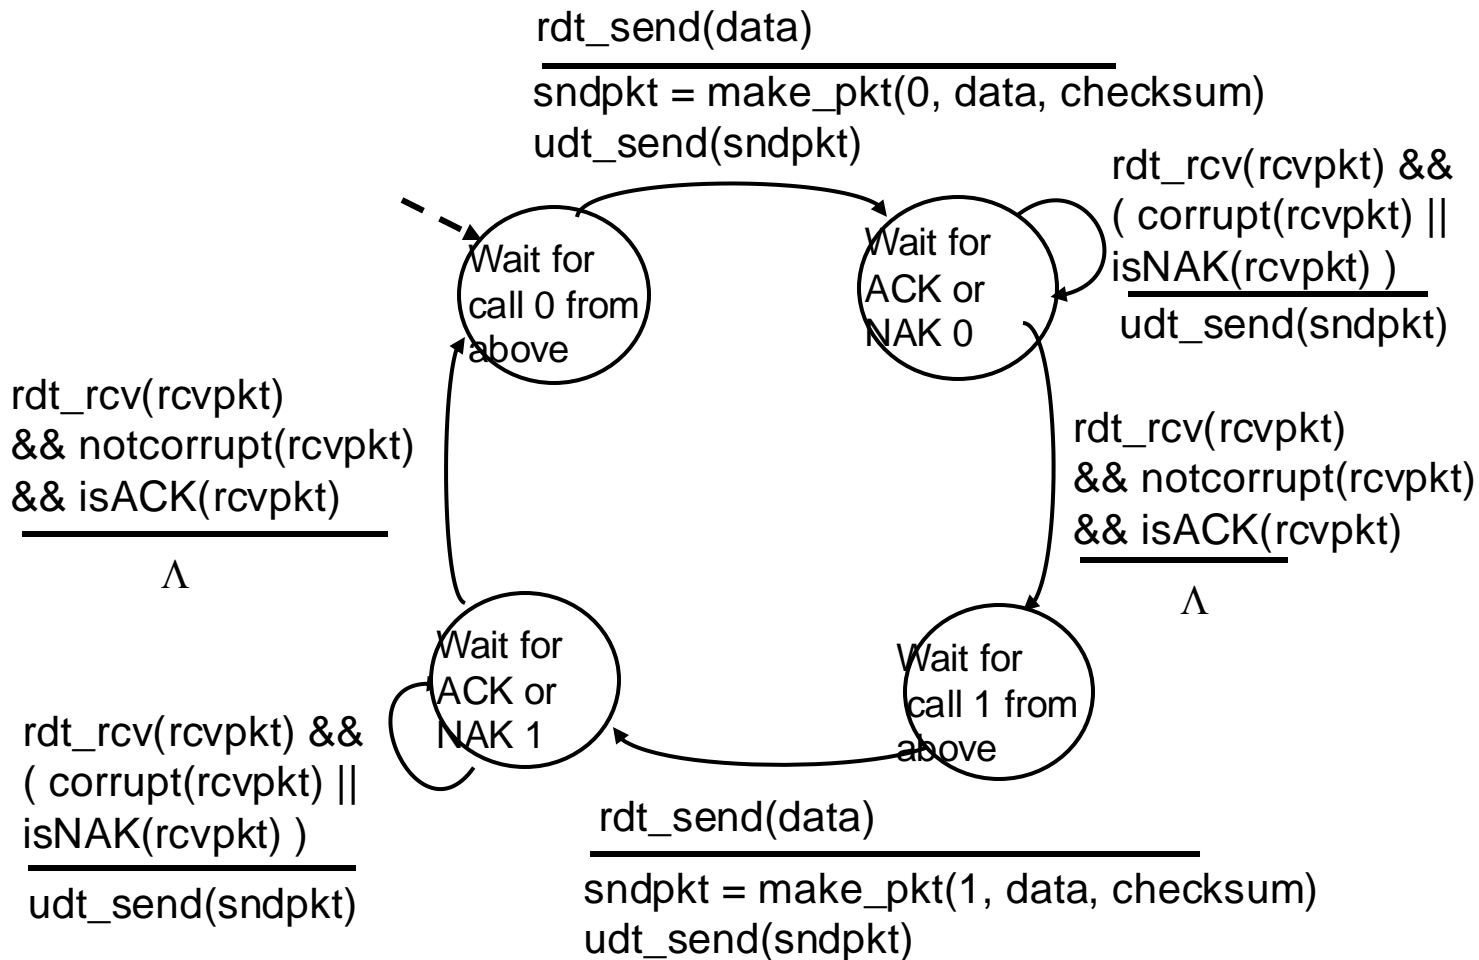 rdt_send(data)
sndpkt = make_pkt(0, data, checksum)
udt_send(sndpkt)
rdt_rcv(rcvpkt) &&
( corrupt(rcvpkt) ||
isNAK(rcvpkt) )
udt_send(sndpkt)
Wait for
call 0 from
above
Wait for
ACK or
NAK 0
rdt_rcv(rcvpkt)
&& notcorrupt(rcvpkt)
&& isACK(rcvpkt)
Λ
rdt_rcv(rcvpkt)
&& notcorrupt(rcvpkt)
&& isACK(rcvpkt)
Λ
Wait for
ACK or
NAK 1
Wait for
call 1 from
above
rdt_rcv(rcvpkt) &&
( corrupt(rcvpkt) ||
isNAK(rcvpkt) )
udt_send(sndpkt)
rdt_send(data)
sndpkt = make_pkt(1, data, checksum)
udt_send(sndpkt)